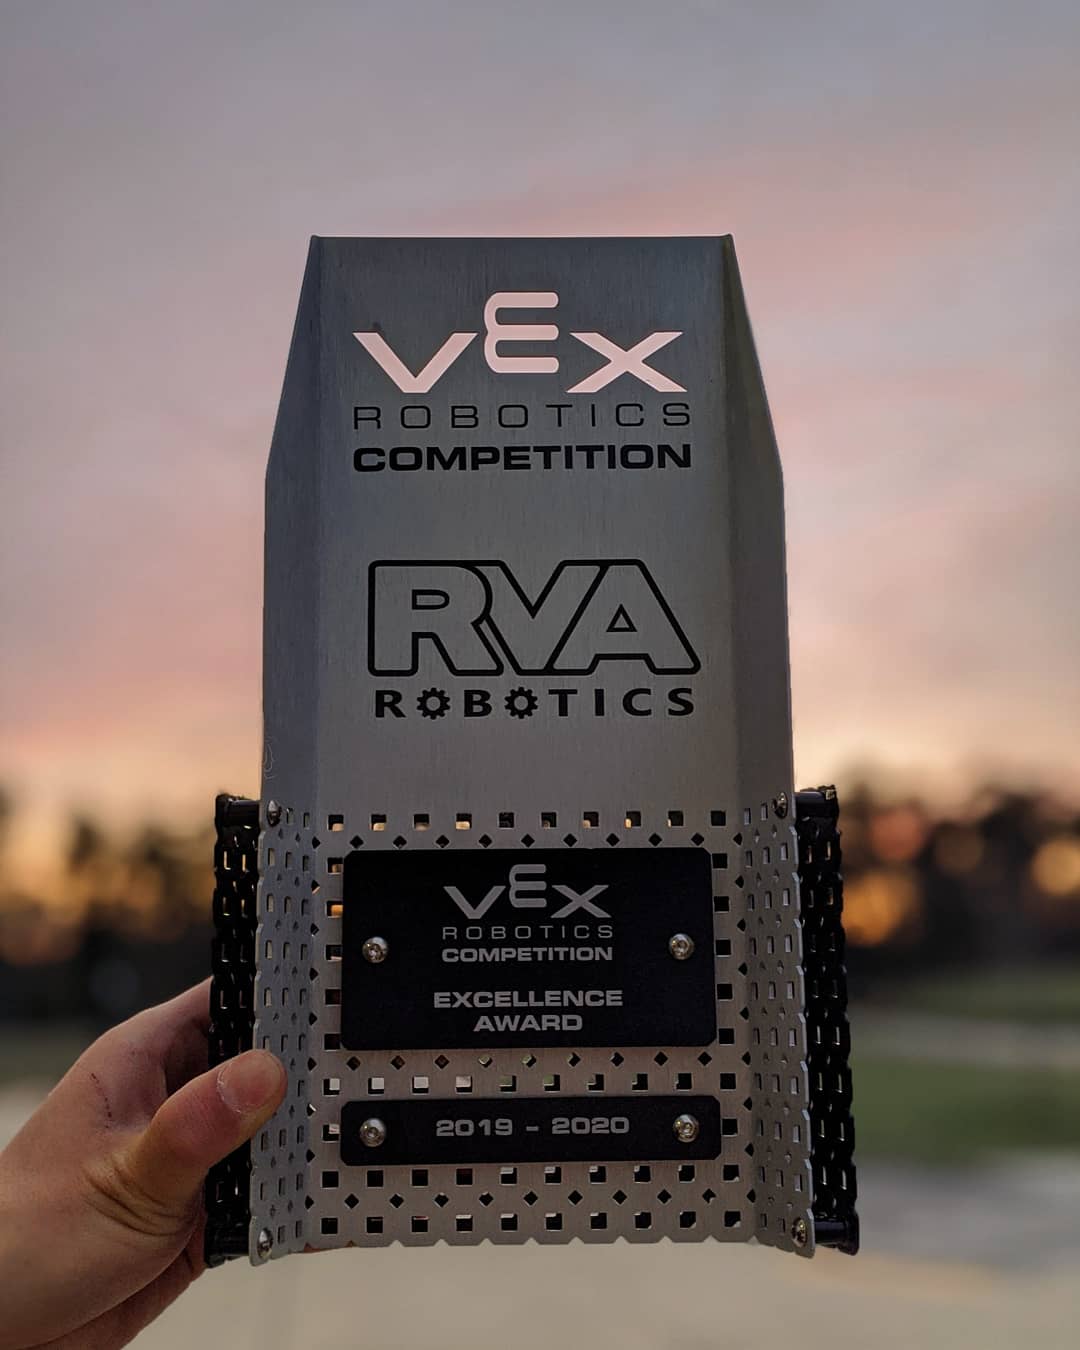 VEX
ROBOTICS
COMPETITION
RVA
ROBOTICS
VEX
ROBOTICS
COMPETITION
EXCELLENCE
AWARD
2019 - 2020